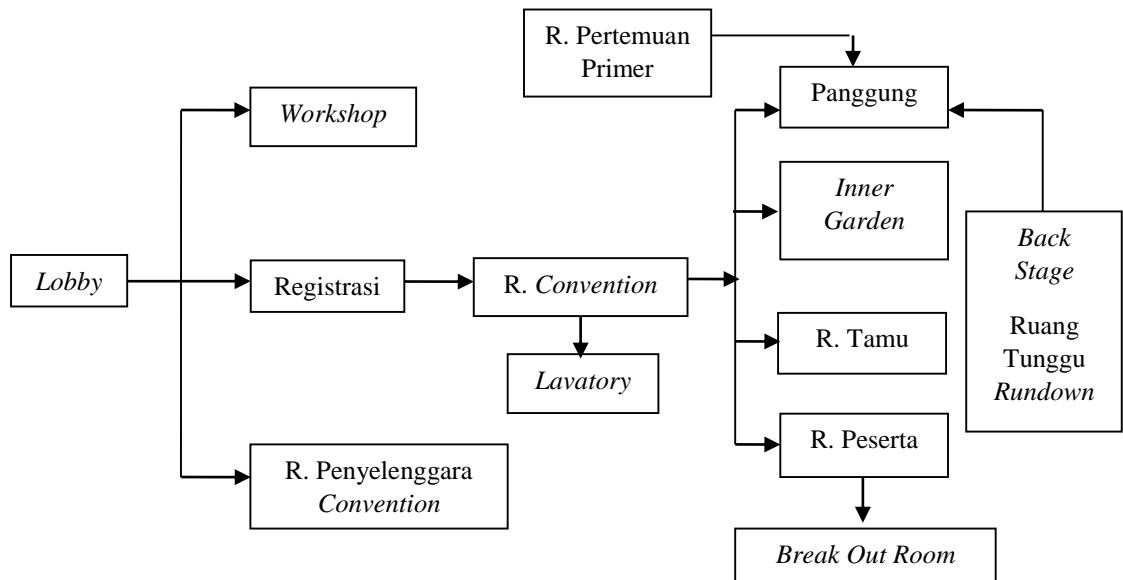 R. Pertemuan
Primer
Panggung
Workshop
Inner
Garden
Back
Stage
Ruang
Tunggu
Rundown
Lobby
Registrasi
R. Convention
R. Tamu
Lavatory
R. Peserta
R. Penyelenggara
Convention
Break Out Room